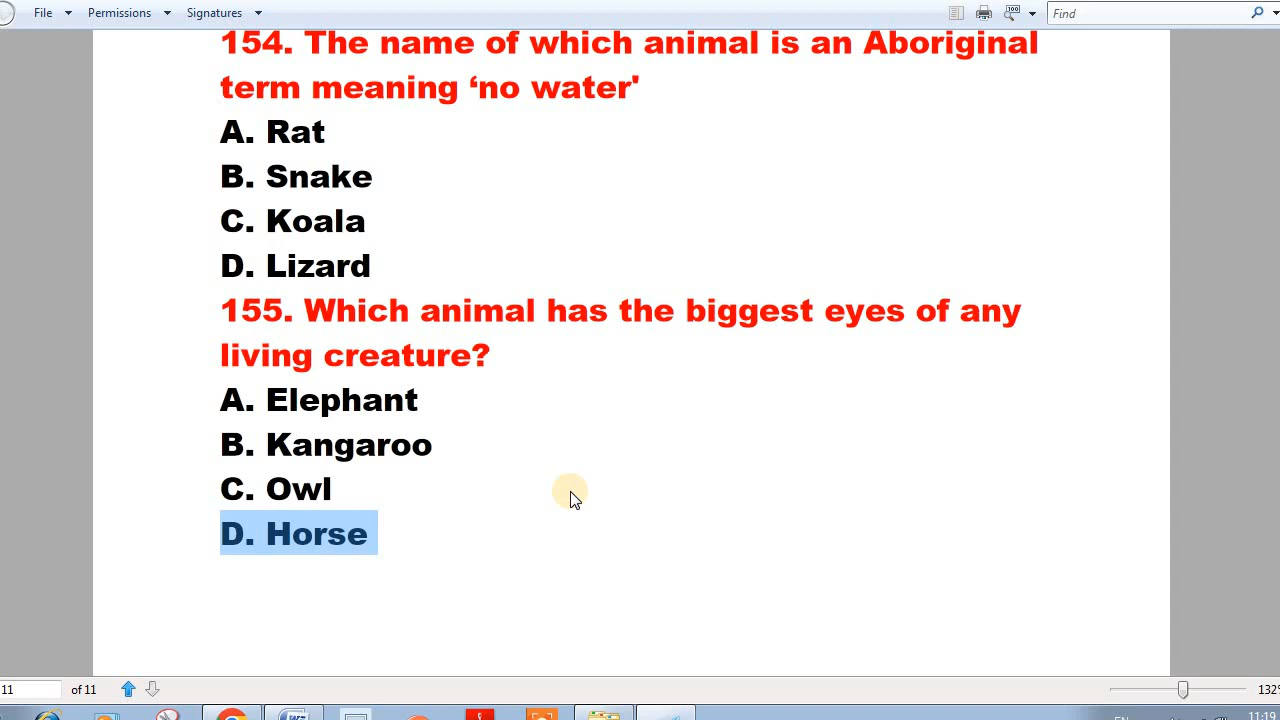 File Permissions Signatures Find
154. The name of which animal is an Aboriginal
term meaning ‘no water'
A. Rat
B. Snake
C. Koala
D. Lizard
155. Which animal has the biggest eyes of any
living creature?
A. Elephant
B. Kangaroo
C. Owl
D. Horse
11 of 11 132%